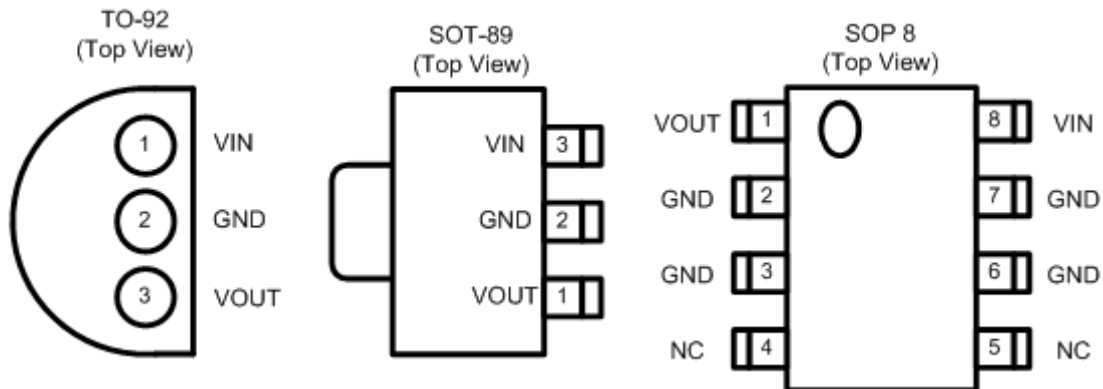 TO-92
(Top View)
1 VIN
2 GND
3 VOUT
SOT-89
(Top View)
VIN 3
GND 2
VOUT 1
SOP 8
(Top View)
VOUT 1 8 VIN
GND 2 7 GND
GND 3 6 GND
NC 4 5 NC